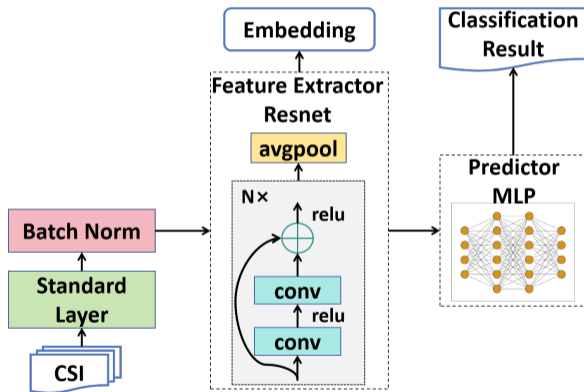 Embedding
Classification
Result
Feature Extractor
Resnet
avgpool
N×
relu
conv
relu
conv
Predictor
MLP
Batch Norm
Standard
Layer
CSI